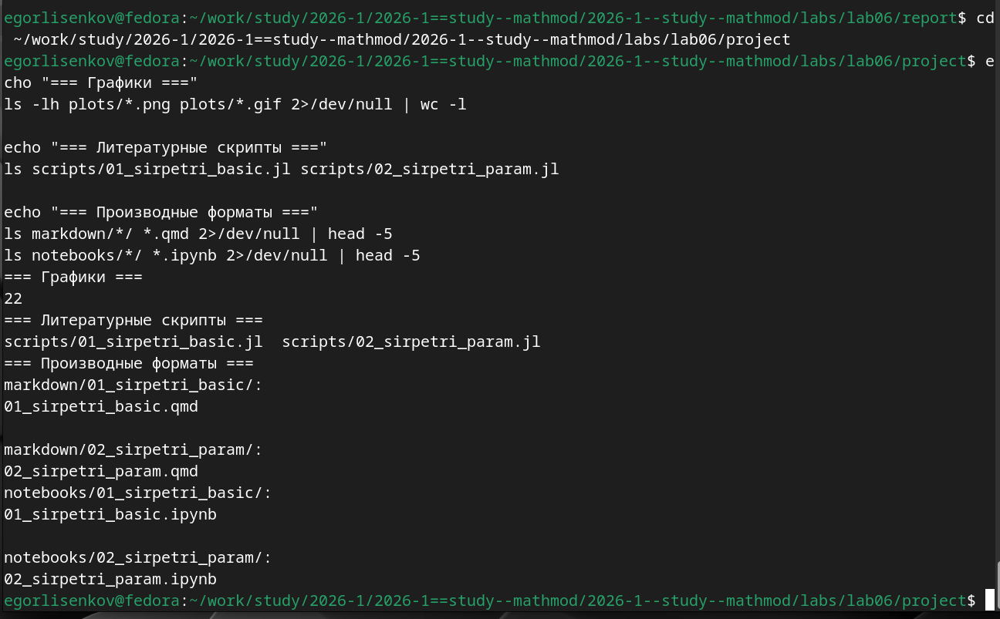 egorlisenkov@fedora:~/work/study/2026-1/2026-1==study--mathmod/2026-1--study--mathmod/labs/lab06/report$ cd
 ~/work/study/2026-1/2026-1==study--mathmod/2026-1--study--mathmod/labs/lab06/project
egorlisenkov@fedora:~/work/study/2026-1/2026-1==study--mathmod/2026-1--study--mathmod/labs/lab06/project$ e
cho "=== Графики ==="
ls -lh plots/*.png plots/*.gif 2>/dev/null | wc -l

echo "=== Литературные скрипты ==="
ls scripts/01_sirpetri_basic.jl scripts/02_sirpetri_param.jl

echo "=== Производные форматы ==="
ls markdown/*/ *.qmd 2>/dev/null | head -5
ls notebooks/*/ *.ipynb 2>/dev/null | head -5
=== Графики ===
22
=== Литературные скрипты ===
scripts/01_sirpetri_basic.jl  scripts/02_sirpetri_param.jl
=== Производные форматы ===
markdown/01_sirpetri_basic/:
01_sirpetri_basic.qmd

markdown/02_sirpetri_param/:
02_sirpetri_param.qmd
notebooks/01_sirpetri_basic/:
01_sirpetri_basic.ipynb

notebooks/02_sirpetri_param/:
02_sirpetri_param.ipynb
egorlisenkov@fedora:~/work/study/2026-1/2026-1==study--mathmod/2026-1--study--mathmod/labs/lab06/project$